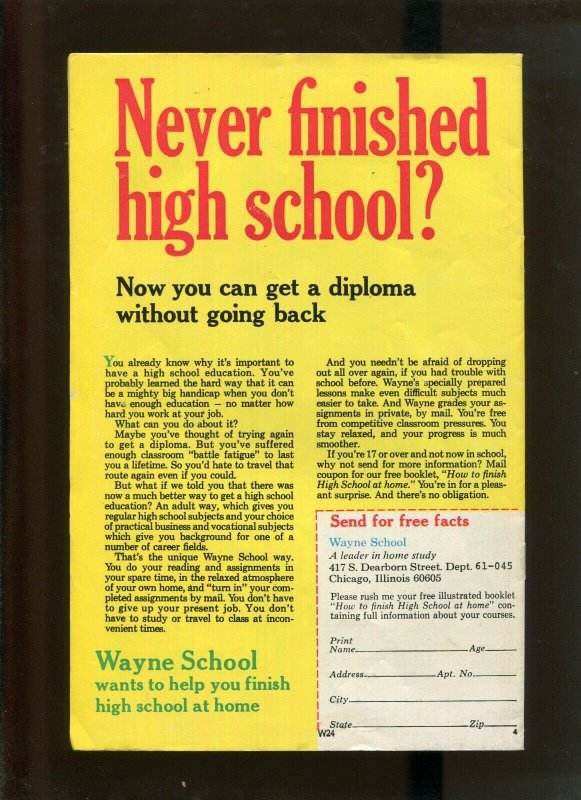 Never finished
high school?
Now you can get a diploma
without going back
You already know why it's important to
have a high school education. You've
probably learned the hard way that it can
be a mighty big handicap when you don't
have enough education — no matter how
hard you work at your job.
What can you do about it?
Maybe you've thought of trying again
to get a diploma. But you've suffered
enough classroom "battle fatigue" to last
you a lifetime. So you'd hate to travel that
route again even if you could.
But what if we told you that there was
now a much better way to get a high school
education? An adult way, which gives you
regular high school subjects and your choice
of practical business and vocational subjects
which give you background for one of a
number of career fields.
That's the unique Wayne School way.
You do your reading and assignments in
your spare time, in the relaxed atmosphere
of your own home, and "turn in" your com-
pleted assignments by mail. You don't have
to give up your present job. You don't
have to study or travel to class at incon-
venient times.
Wayne School
wants to help you finish
high school at home
And you needn't be afraid of dropping
out all over again, if you had trouble with
school before. Wayne's specially prepared
lessons make even difficult subjects much
easier to take. And Wayne grades your as-
signments in private, by mail. You're free
from competitive classroom pressures. You
stay relaxed, and your progress is much
smoother.
If you're 17 or over and not now in school,
why not send for more information? Mail
coupon for our free booklet, "How to finish
High School at home." You're in for a pleas-
ant surprise. And there's no obligation.
Send for free facts
Wayne School
A leader in home study
417 S. Dearborn Street. Dept. 61-045
Chicago, Illinois 60605
Please rush me your free illustrated booklet
"How to finish High School at home" con-
taining full information about your courses.
Print
Name Age
Address Apt. No.
City
State Zip
W24 4